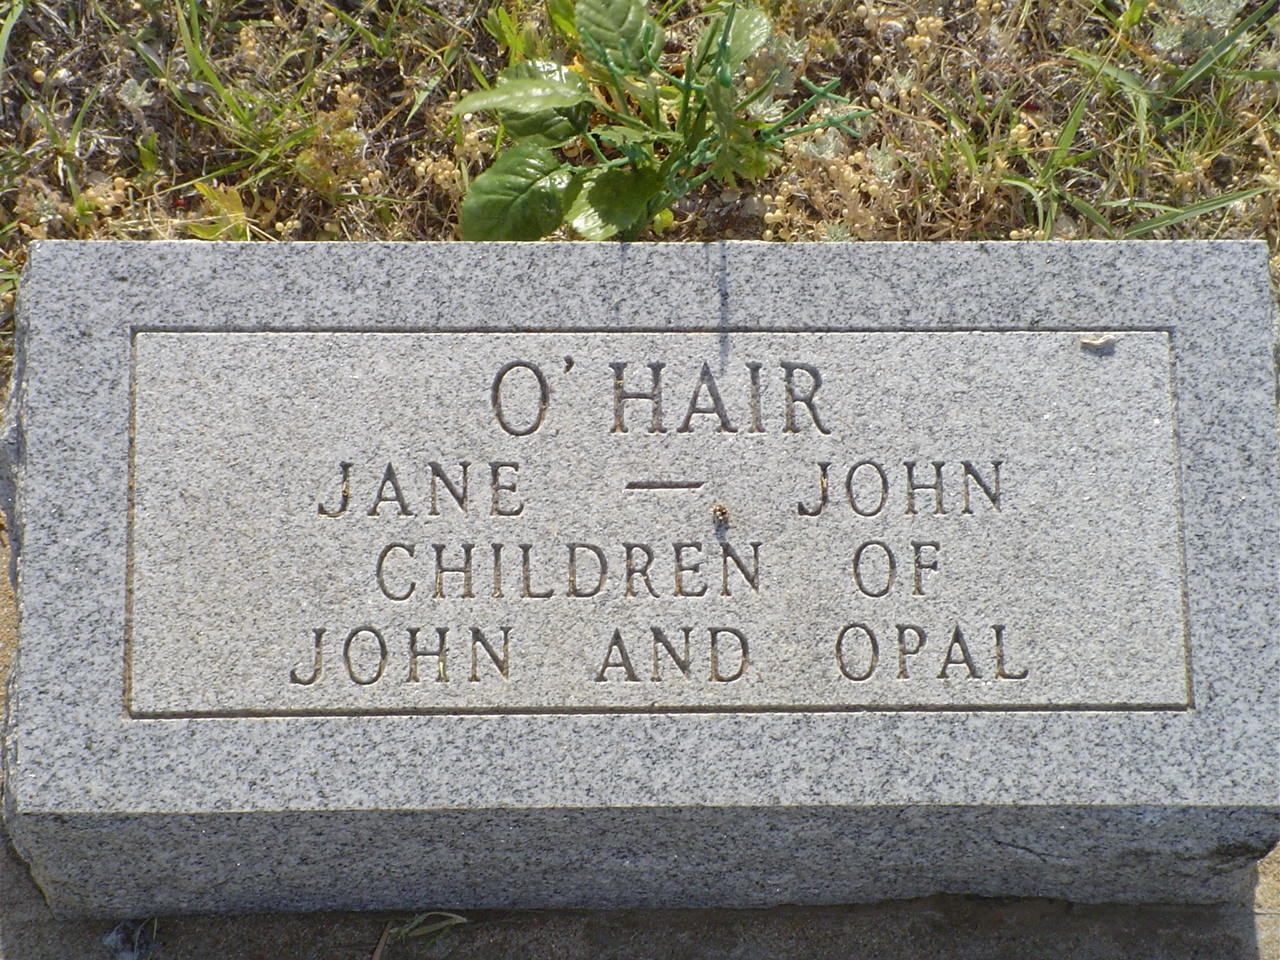 O'HAIR
JANE — JOHN
CHILDREN OF
JOHN AND OPAL